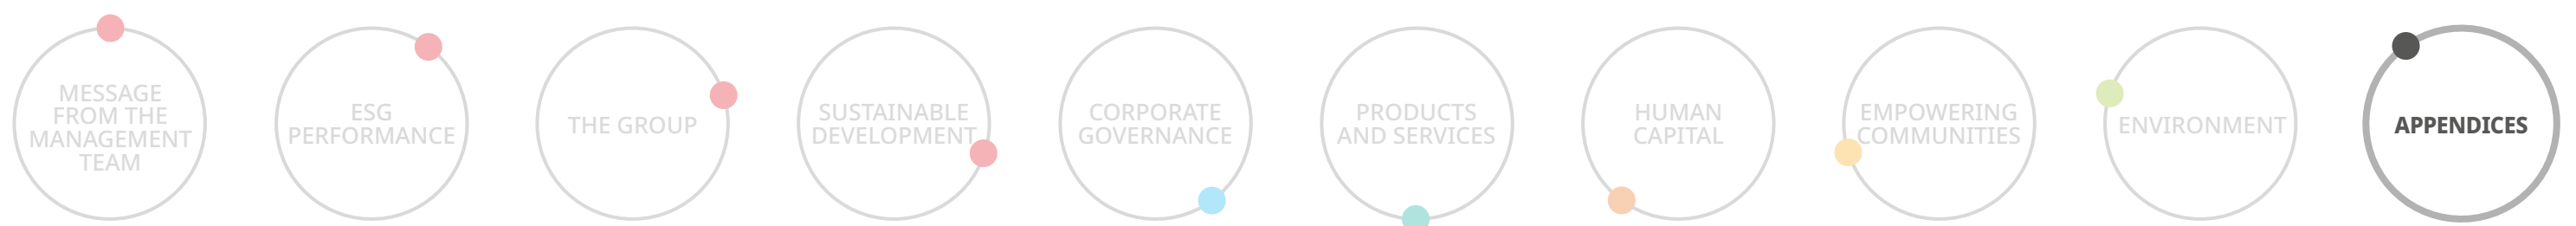 MESSAGE
FROM THE
MANAGEMENT
TEAM
ESG
PERFORMANCE
THE GROUP
SUSTAINABLE
DEVELOPMENT
CORPORATE
GOVERNANCE
PRODUCTS
AND SERVICES
HUMAN
CAPITAL
EMPOWERING
COMMUNITIES
ENVIRONMENT
APPENDICES